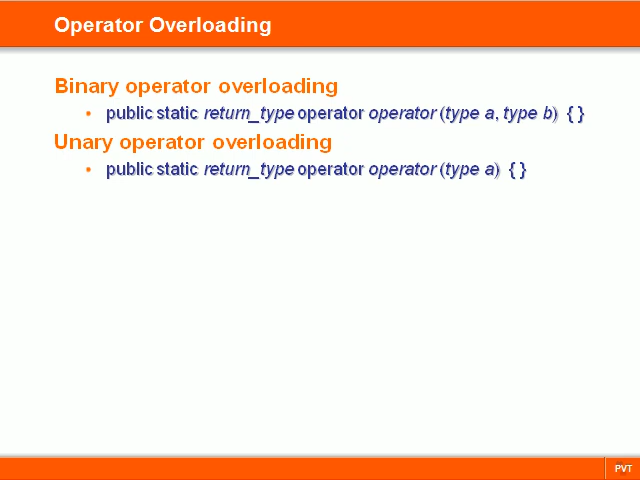 Operator Overloading
Binary operator overloading
• public static return_type operator operator (type a, type b) { }
Unary operator overloading
• public static return_type operator operator (type a) { }
PVT